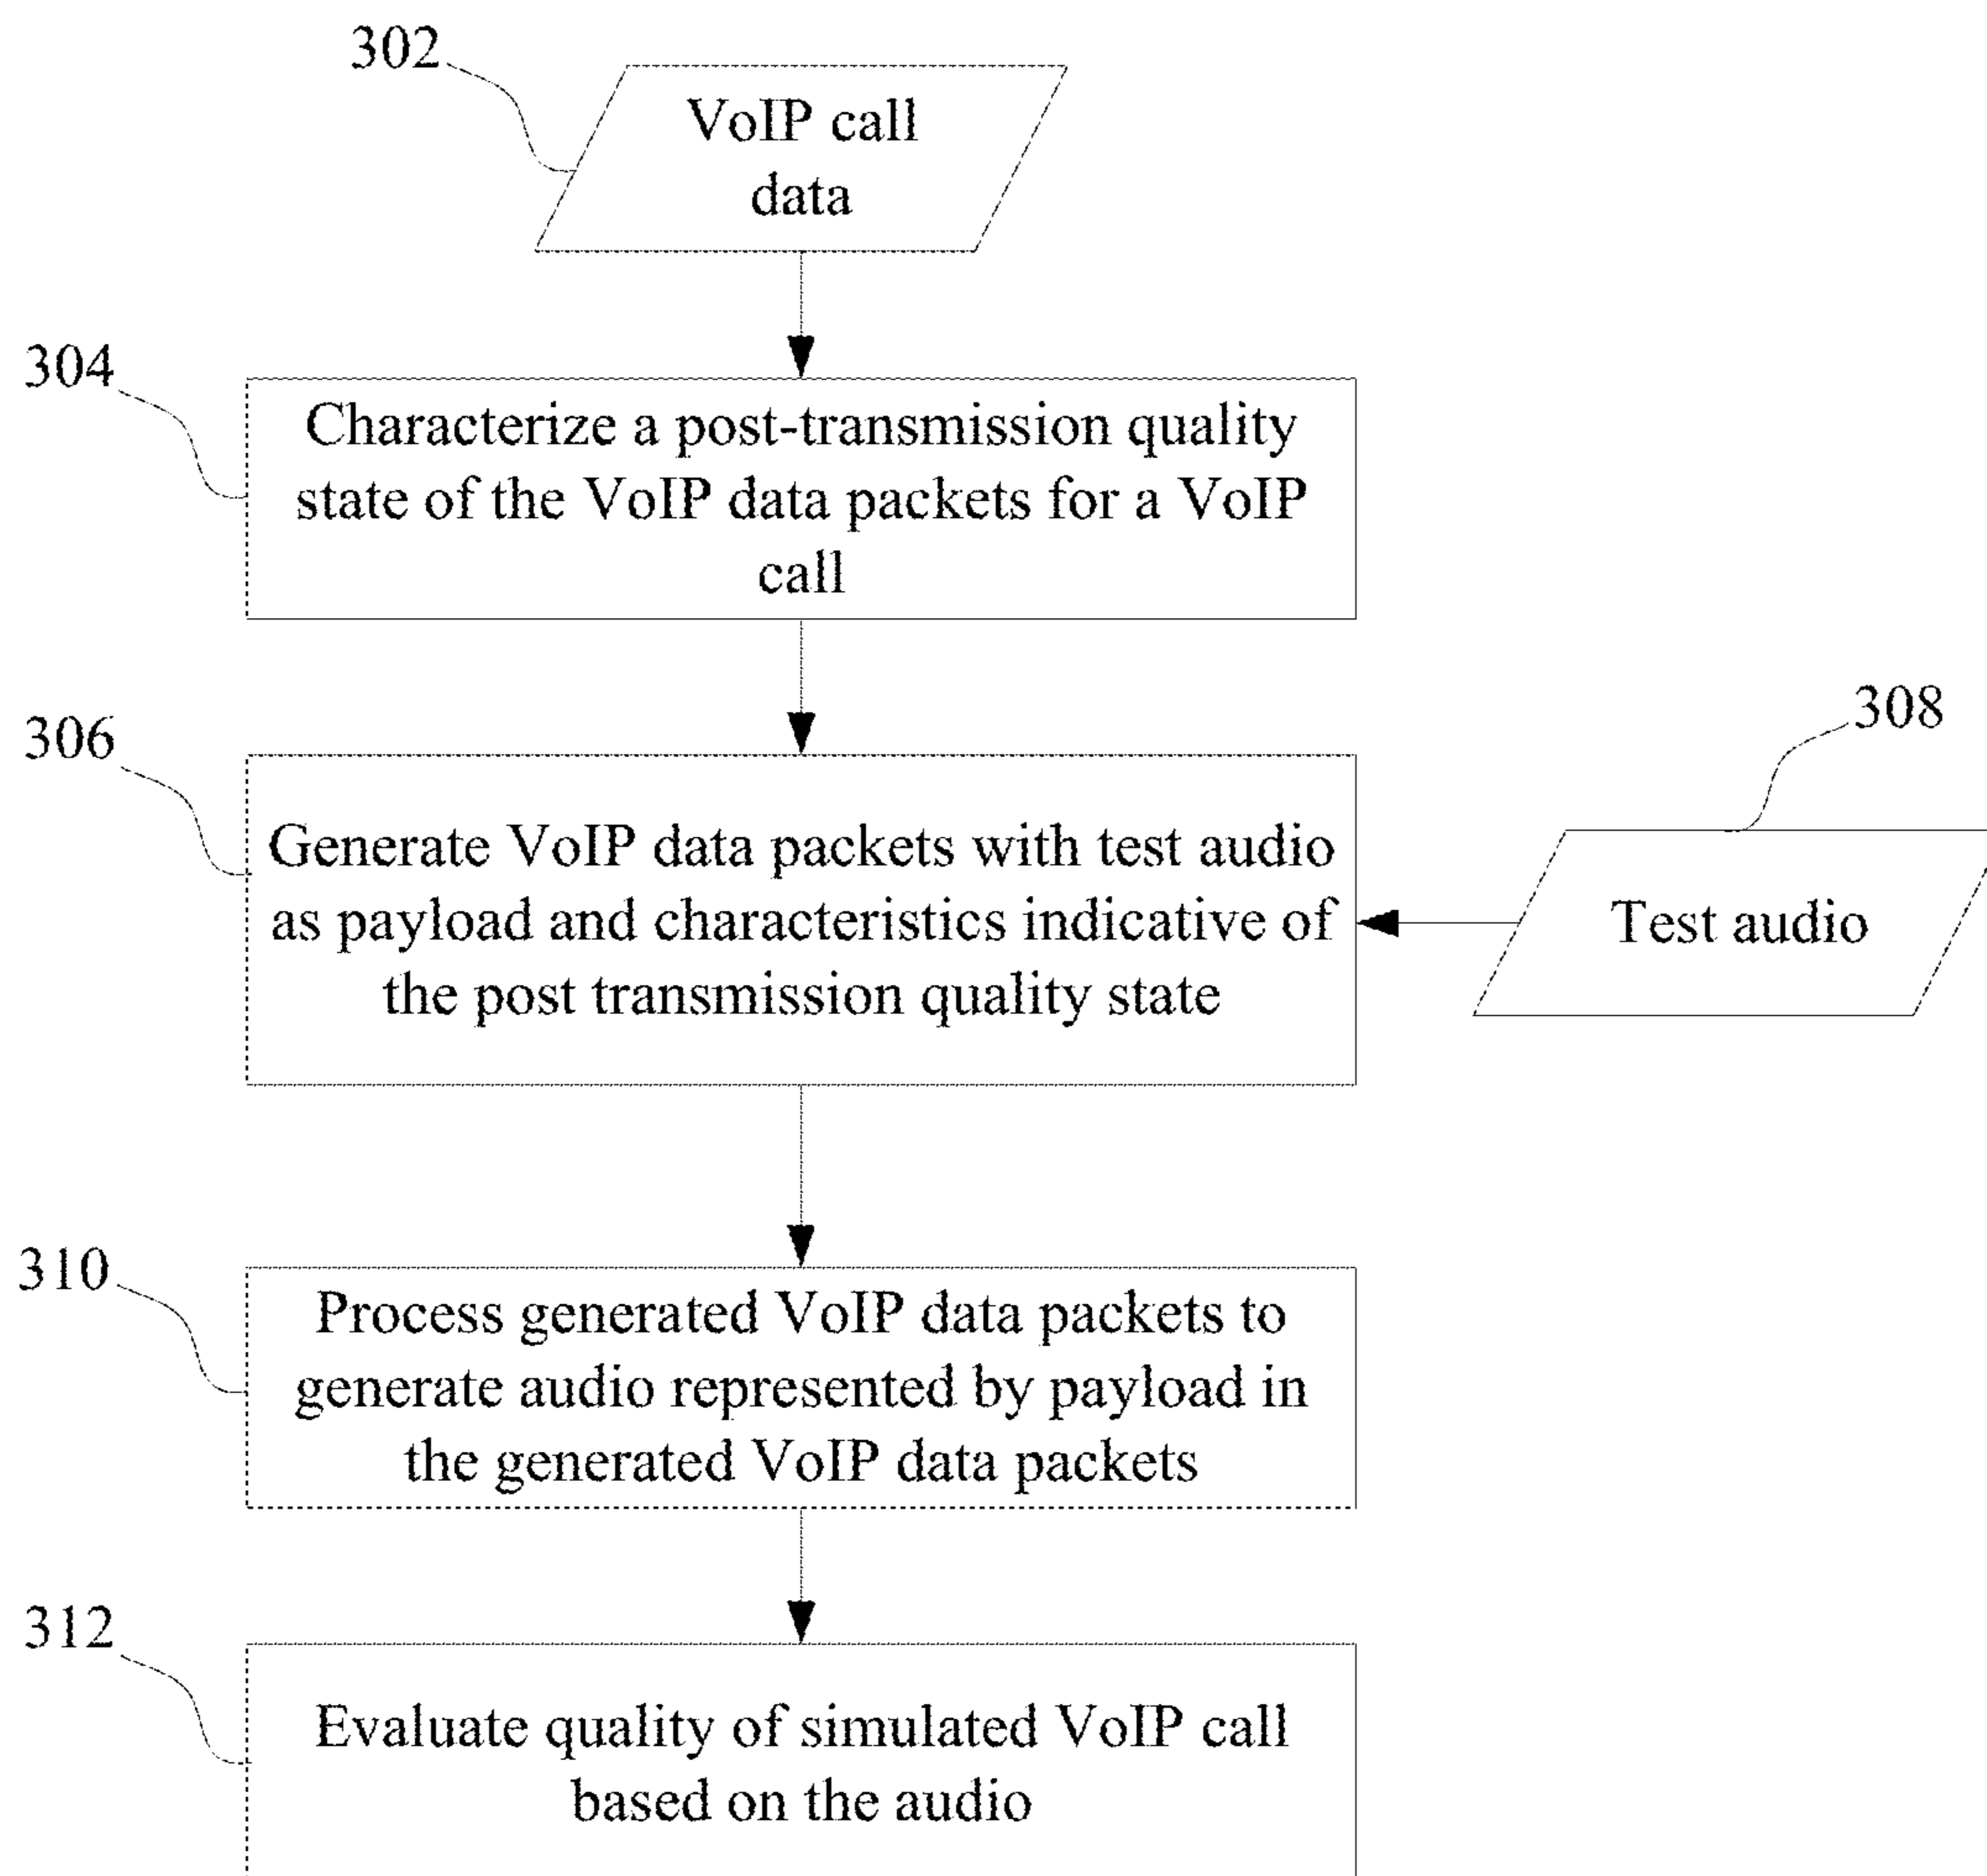 302
VoIP call
data
304
Characterize a post-transmission quality
state of the VoIP data packets for a VoIP
call
306
Generate VoIP data packets with test audio
as payload and characteristics indicative of
the post transmission quality state
308
Test audio
310
Process generated VoIP data packets to
generate audio represented by payload in
the generated VoIP data packets
312
Evaluate quality of simulated VoIP call
based on the audio